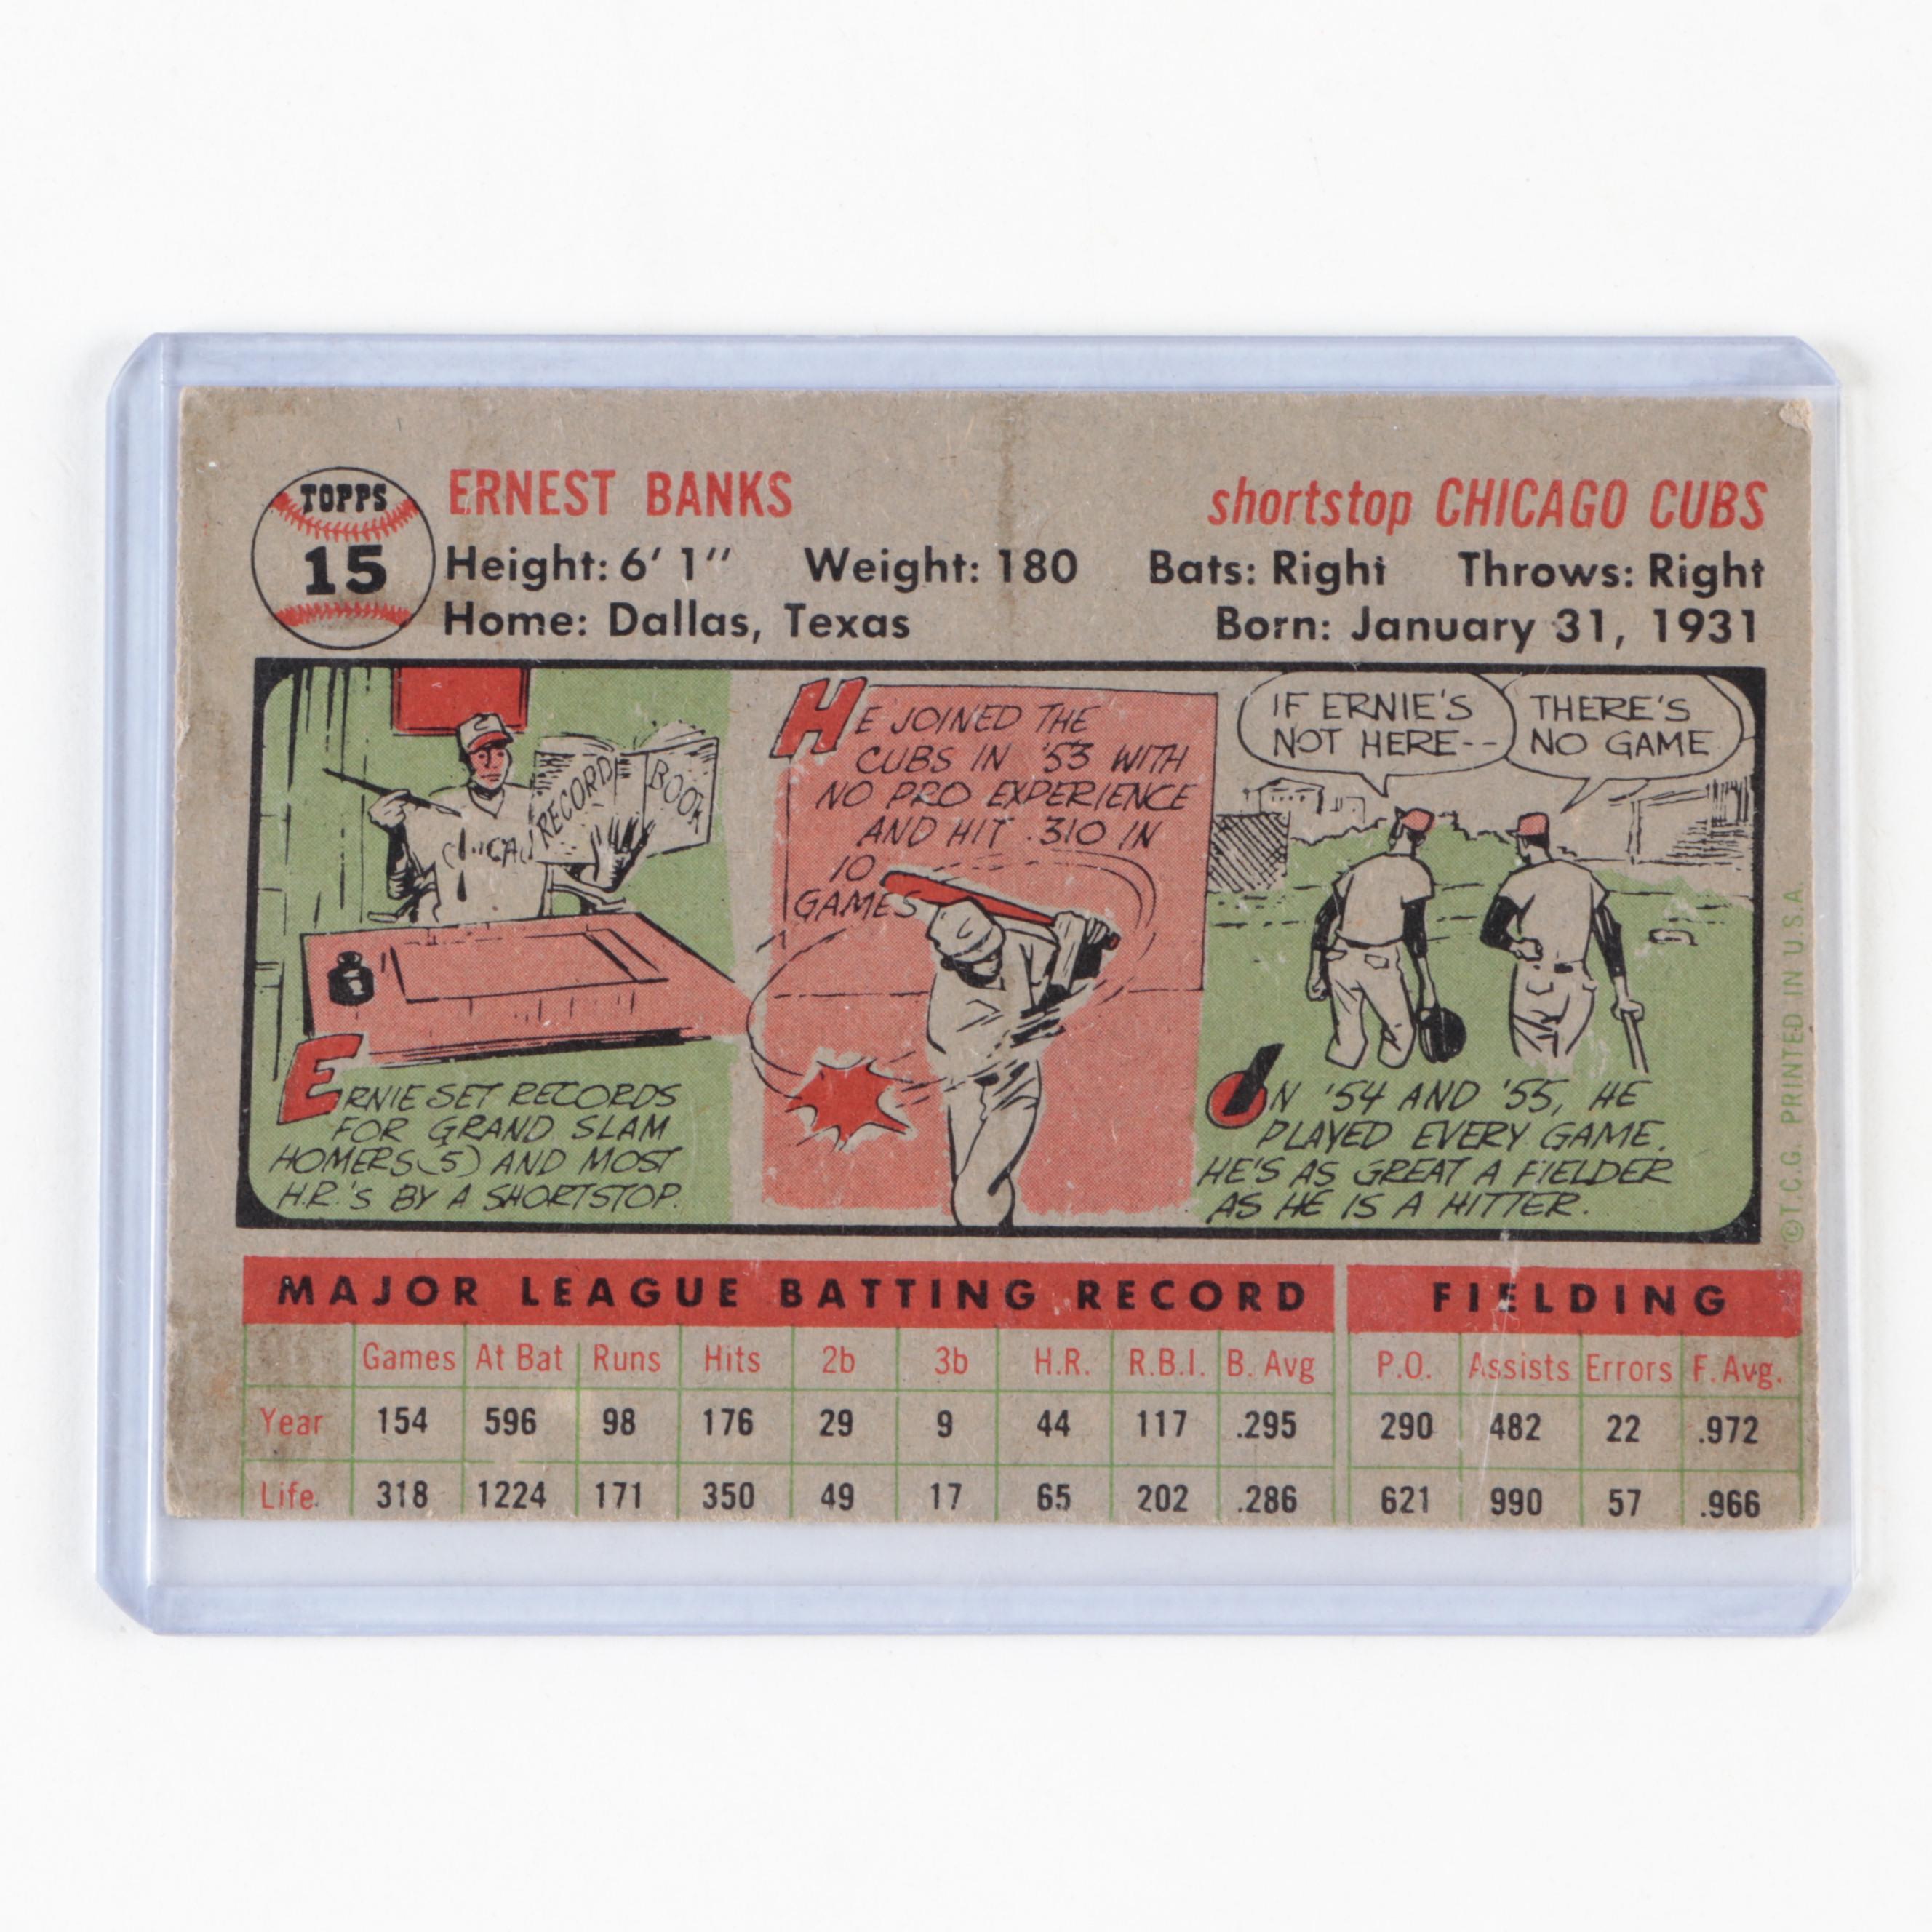 TOPPS
15
ERNEST BANKS
shortstop CHICAGO CUBS
Height: 6' 1" Weight: 180 Bats: Right Throws: Right
Home: Dallas, Texas Born: January 31, 1931
CHICAG
RECORD BOOK
ERNIE SET RECORDS
FOR GRAND SLAM
HOMERS (5) AND MOST
H.R.'S BY A SHORTSTOP.
HE JOINED THE
CUBS IN '53 WITH
NO PRO EXPERIENCE
AND HIT .310 IN
10
GAMES
IF ERNIE'S
NOT HERE--
THERE'S
NO GAME
IN '54 AND '55, HE
PLAYED EVERY GAME.
HE'S AS GREAT A FIELDER
AS HE IS A HITTER.
©T.C.G. PRINTED IN U.S.A.
MAJOR LEAGUE BATTING RECORD FIELDING
Games At Bat Runs Hits 2b 3b H.R. R.B.I. B. Avg P.O. Assists Errors F. Avg.
Year 154 596 98 176 29 9 44 117 .295 290 482 22 .972
Life 318 1224 171 350 49 17 65 202 .286 621 990 57 .966